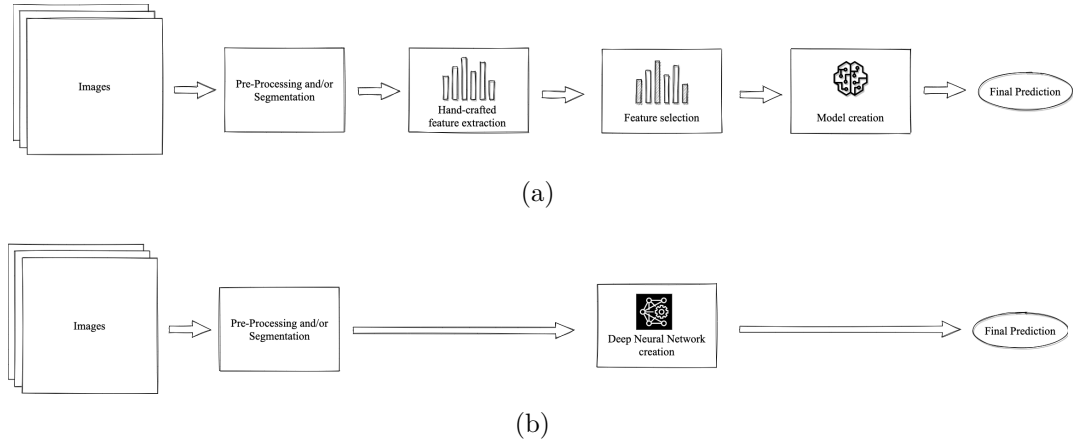 Images
Pre-Processing and/or
Segmentation
Hand-crafted
feature extraction
Feature selection
Model creation
Final Prediction
(a)
Images
Pre-Processing and/or
Segmentation
Deep Neural Network
creation
Final Prediction
(b)